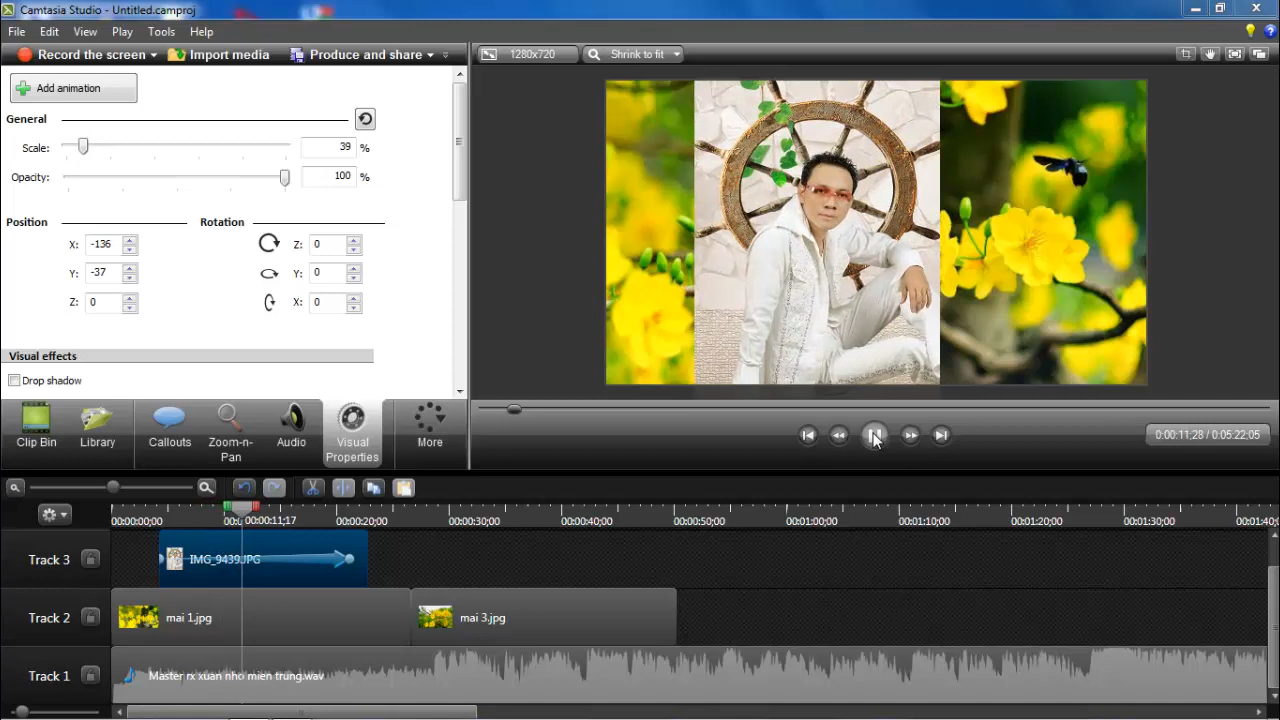 Camtasia Studio - Untitled.camproj
File Edit View Play Tools Help
Record the screen Import media Produce and share 1280x720 Shrink to fit
Add animation
General
Scale: 39 %
Opacity: 100 %
Position Rotation
X: -136 Z: 0
Y: -37 Y: 0
Z: 0 X: 0
Visual effects
Drop shadow
Clip Bin Library Callouts Zoom-n-Pan Audio Visual Properties More
0:00:11;28 / 0:05:22;05
00:00:00;00 00:00:11;17 00:00:20;00 00:00:30;00 00:00:40;00 00:00:50;00 00:01:00;00 00:01:10;00 00:01:20;00 00:01:30;00
Track 3 IMG_9439.JPG
Track 2 mai 1.jpg mai 3.jpg
Track 1 Master rx xuan nho mien trung.wav